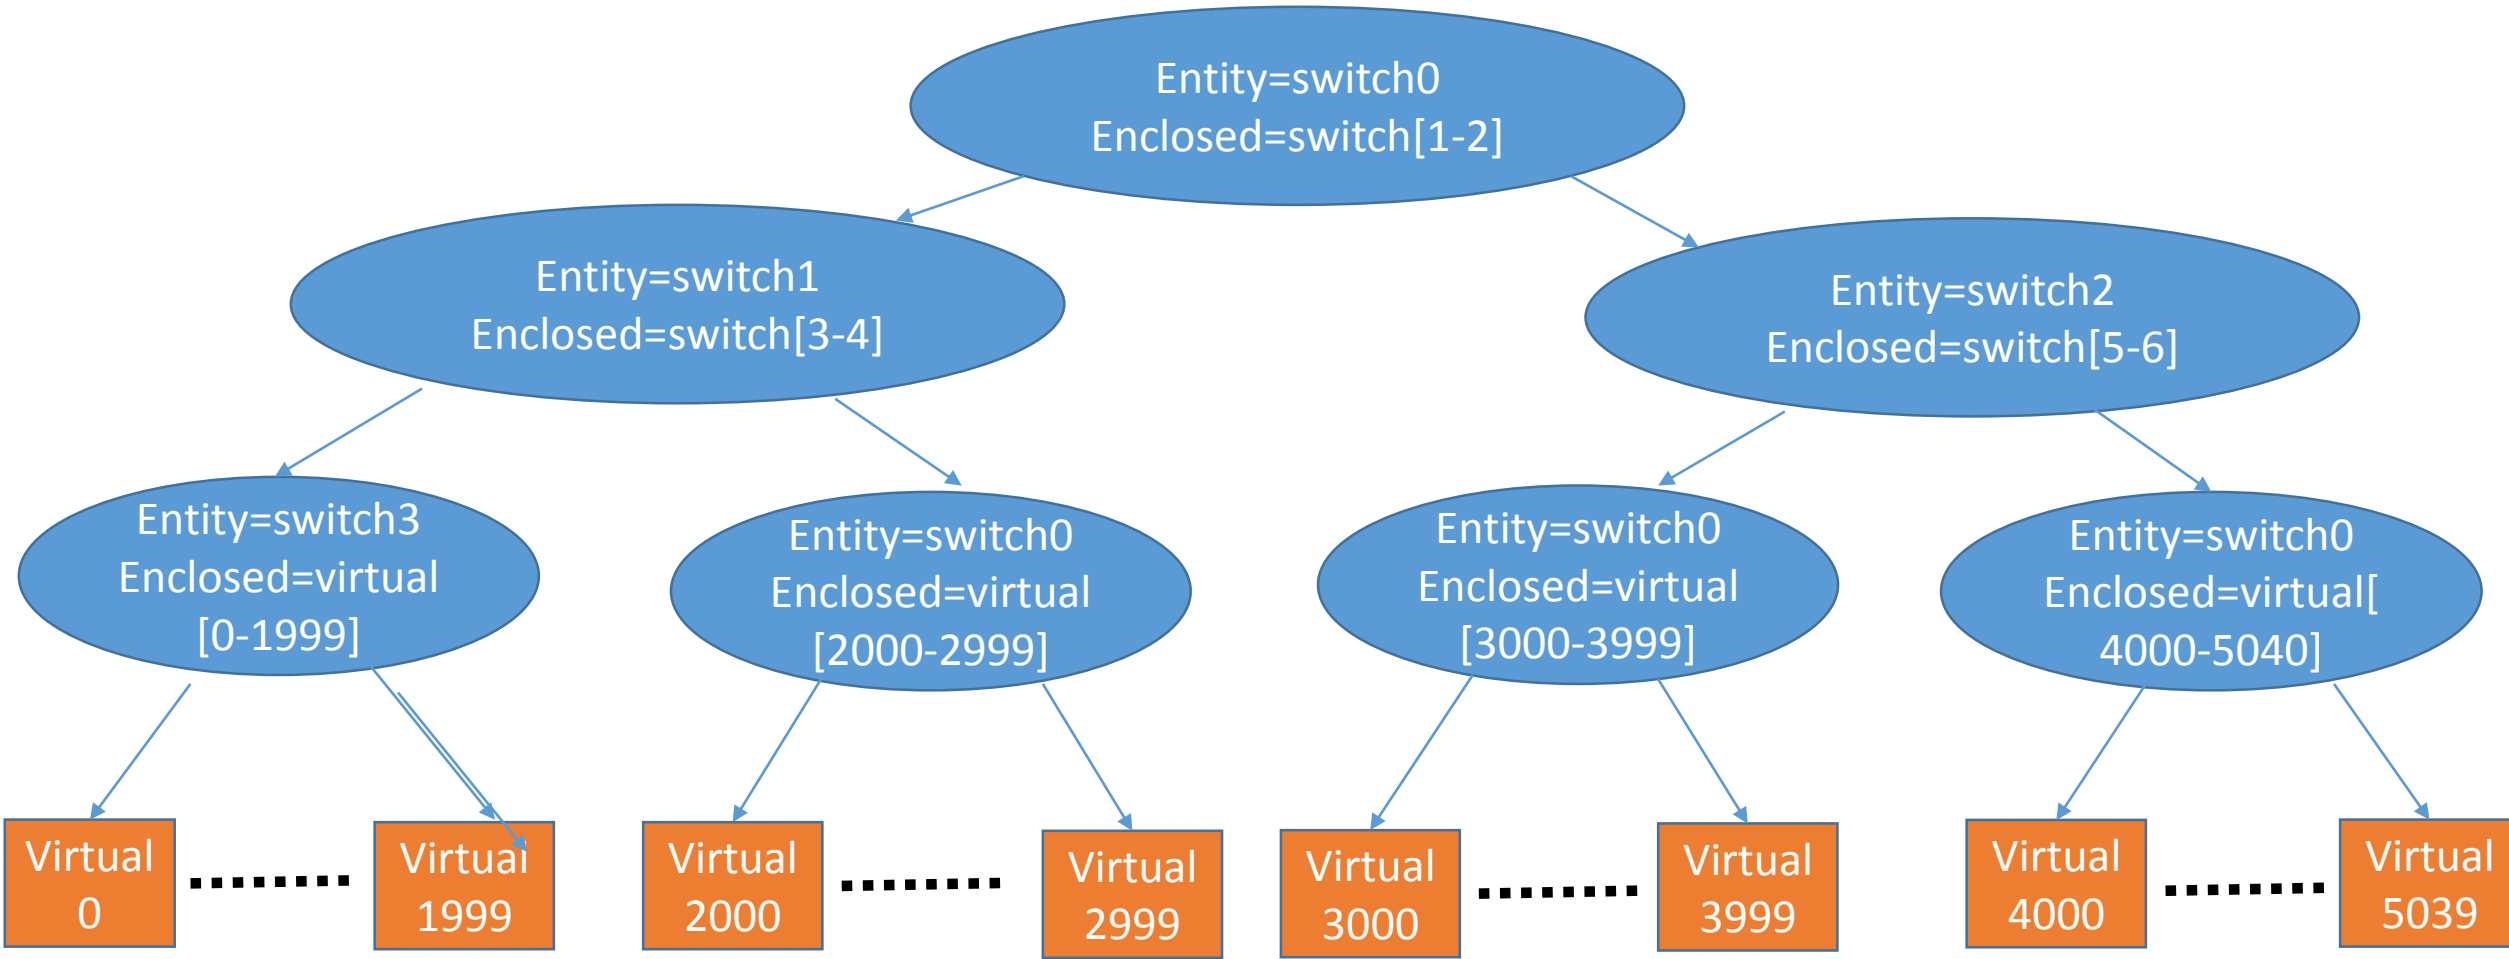 Entity=switch0
Enclosed=switch[1-2]
Entity=switch1
Enclosed=switch[3-4]
Entity=switch2
Enclosed=switch[5-6]
Entity=switch3
Enclosed=virtual
[0-1999]
Entity=switch0
Enclosed=virtual
[2000-2999]
Entity=switch0
Enclosed=virtual
[3000-3999]
Entity=switch0
Enclosed=virtual[
4000-5040]
Virtual
0
Virtual
1999
Virtual
2000
Virtual
2999
Virtual
3000
Virtual
3999
Virtual
4000
Virtual
5039